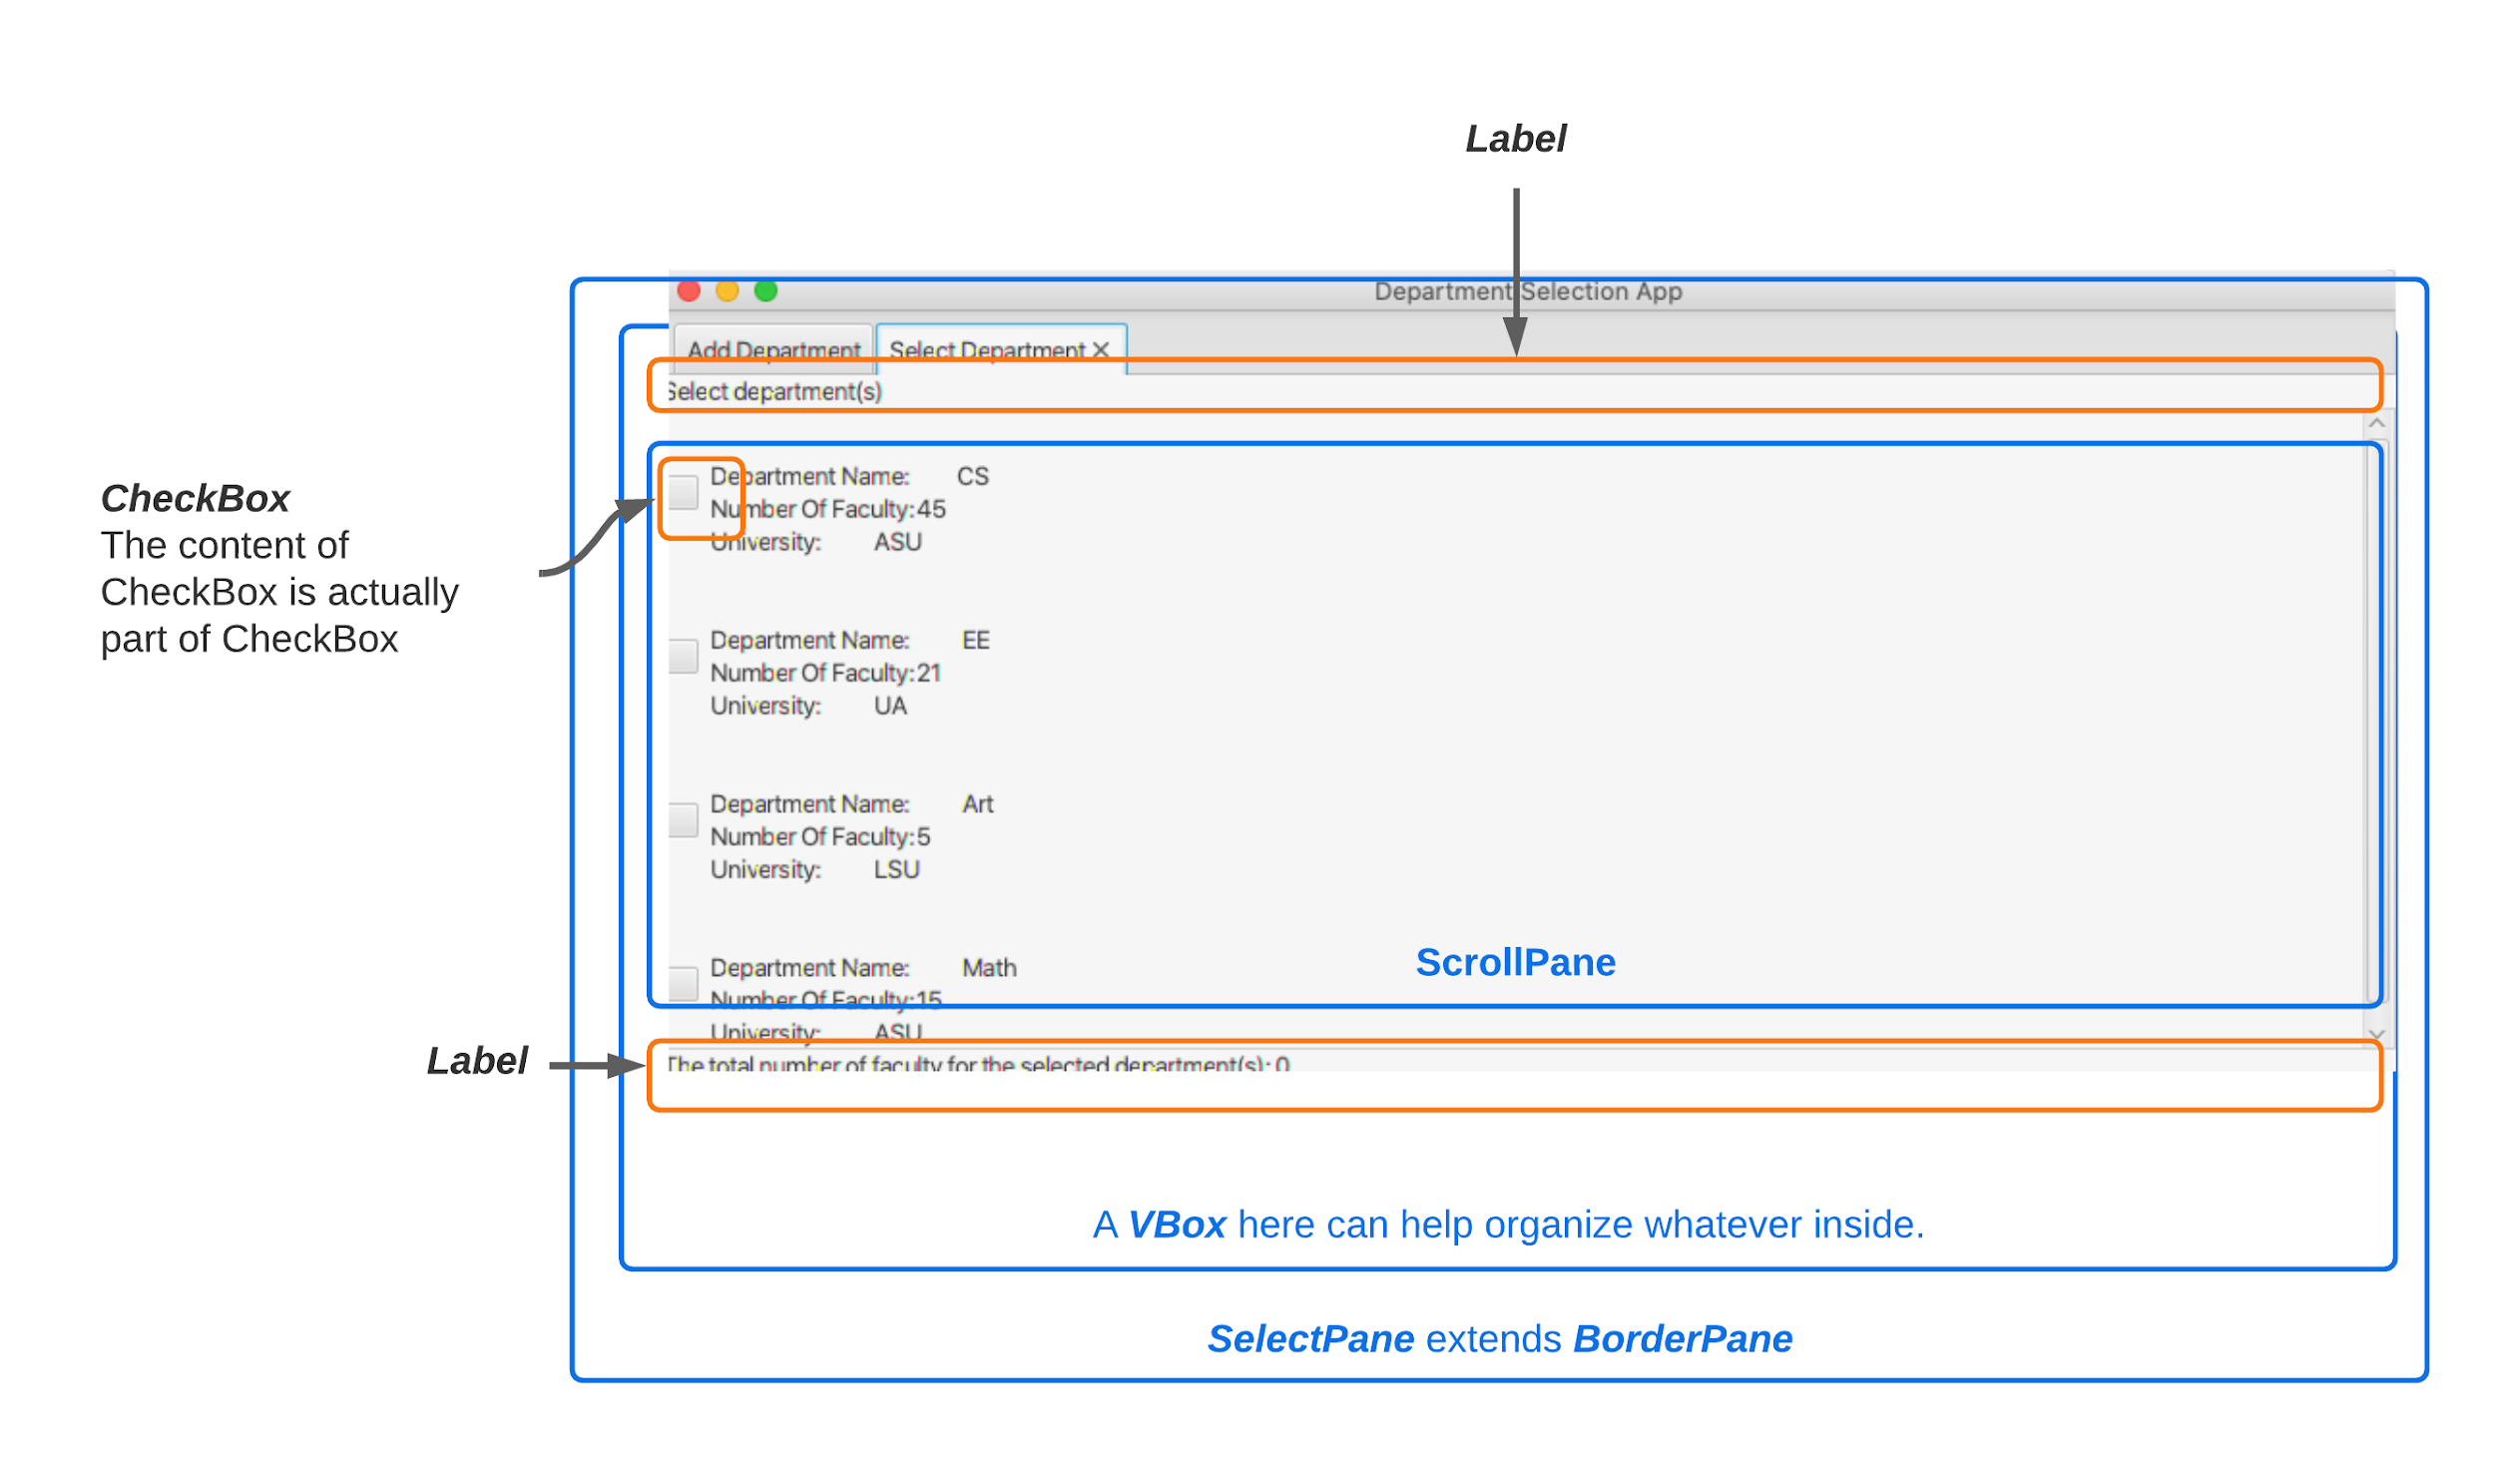 Label
Department Selection App
Add Department Select Department ×
Select department(s)
CheckBox
The content of
CheckBox is actually
part of CheckBox
Department Name: CS
Number Of Faculty:45
University: ASU
Department Name: EE
Number Of Faculty:21
University: UA
Department Name: Art
Number Of Faculty:5
University: LSU
Department Name: Math
Number Of Faculty:15
University: ASU
ScrollPane
Label
The total number of faculty for the selected department(s): 0
A VBox here can help organize whatever inside.
SelectPane extends BorderPane